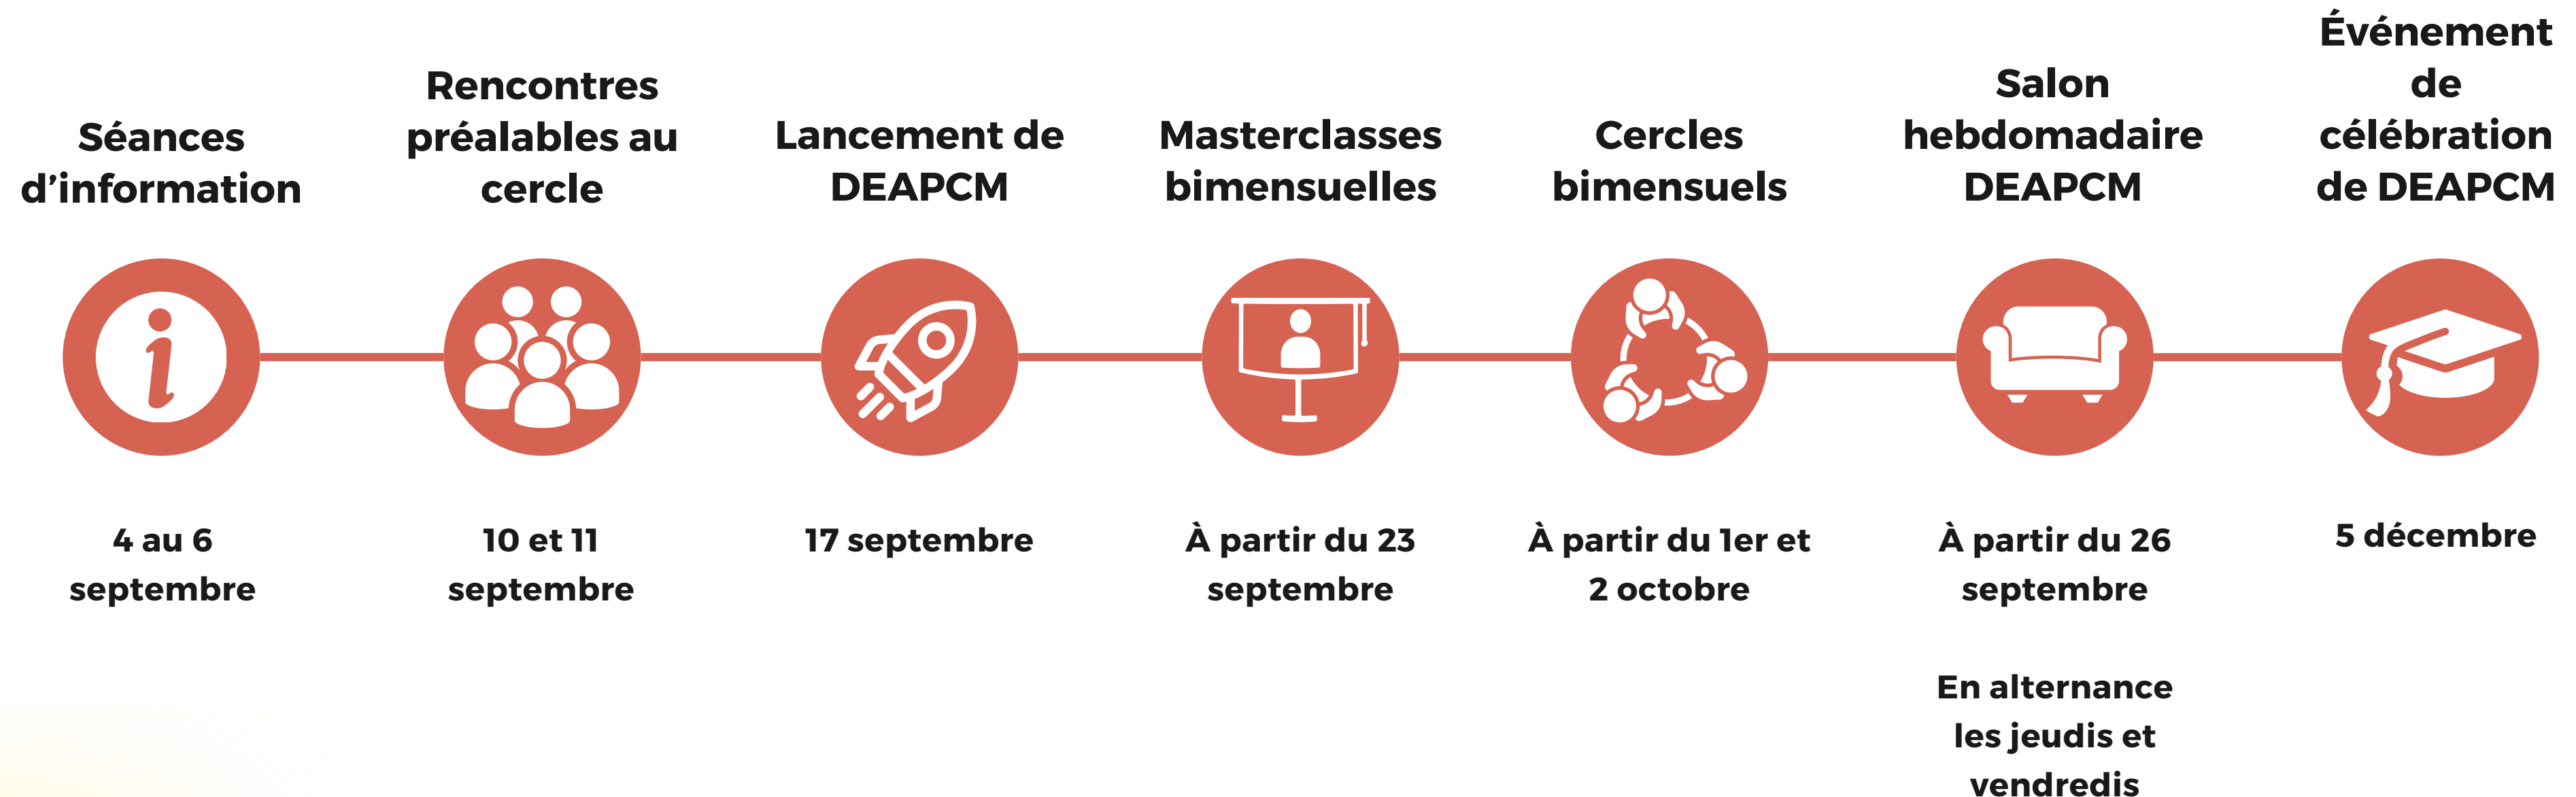 Séances
d’information
Rencontres
préalables au
cercle
Lancement de
DEAPCM
Masterclasses
bimensuelles
Cercles
bimensuels
Salon
hebdomadaire
DEAPCM
Événement
de
célébration
de DEAPCM
4 au 6
septembre
10 et 11
septembre
17 septembre
À partir du 23
septembre
À partir du 1er et
2 octobre
À partir du 26
septembre
En alternance
les jeudis et
vendredis
5 décembre